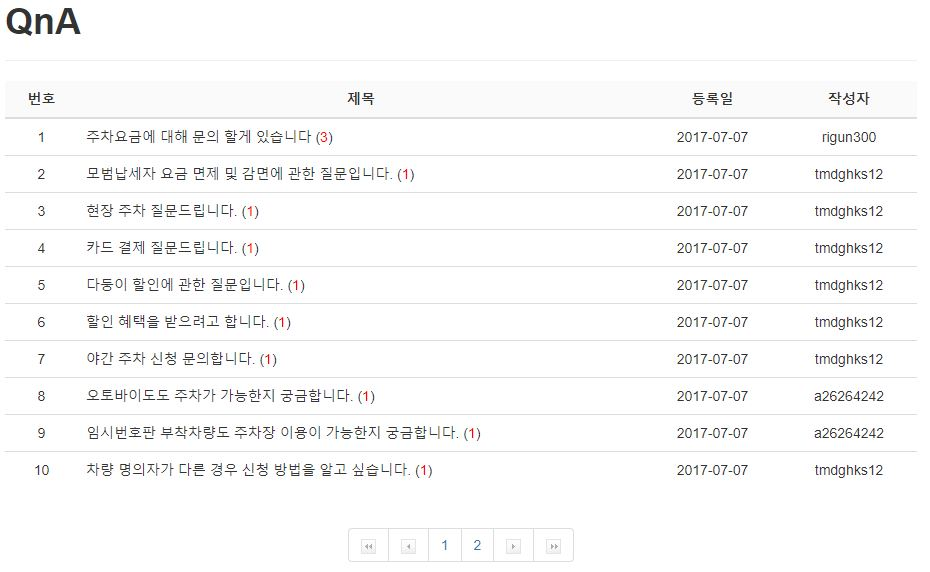 QnA
번호 제목 등록일 작성자
1 주차요금에 대해 문의 할게 있습니다 (3) 2017-07-07 rigun300
2 모범납세자 요금 면제 및 감면에 관한 질문입니다. (1) 2017-07-07 tmdghks12
3 현장 주차 질문드립니다. (1) 2017-07-07 tmdghks12
4 카드 결제 질문드립니다. (1) 2017-07-07 tmdghks12
5 다둥이 할인에 관한 질문입니다. (1) 2017-07-07 tmdghks12
6 할인 혜택을 받으려고 합니다. (1) 2017-07-07 tmdghks12
7 야간 주차 신청 문의합니다. (1) 2017-07-07 tmdghks12
8 오토바이도도 주차가 가능한지 궁금합니다. (1) 2017-07-07 a26264242
9 임시번호판 부착차량도 주차장 이용이 가능한지 궁금합니다. (1) 2017-07-07 a26264242
10 차량 명의자가 다른 경우 신청 방법을 알고 싶습니다. (1) 2017-07-07 tmdghks12
1 2